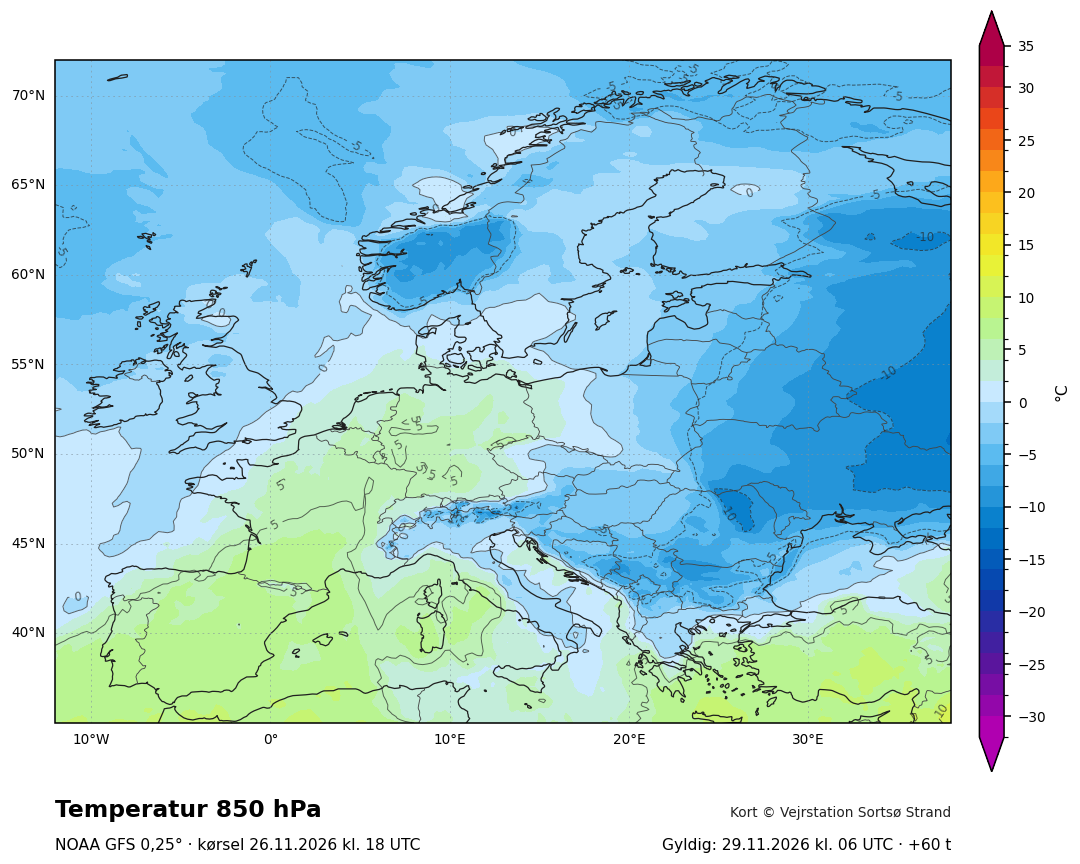 70°N
65°N
60°N
55°N
50°N
45°N
40°N
10°W
0°
10°E
20°E
30°E
35
30
25
20
15
10
5
0
−5
−10
−15
−20
−25
−30
°C
Temperatur 850 hPa
Kort © Vejrstation Sortsø Strand
NOAA GFS 0,25° · kørsel 26.11.2026 kl. 18 UTC
Gyldig: 29.11.2026 kl. 06 UTC · +60 t